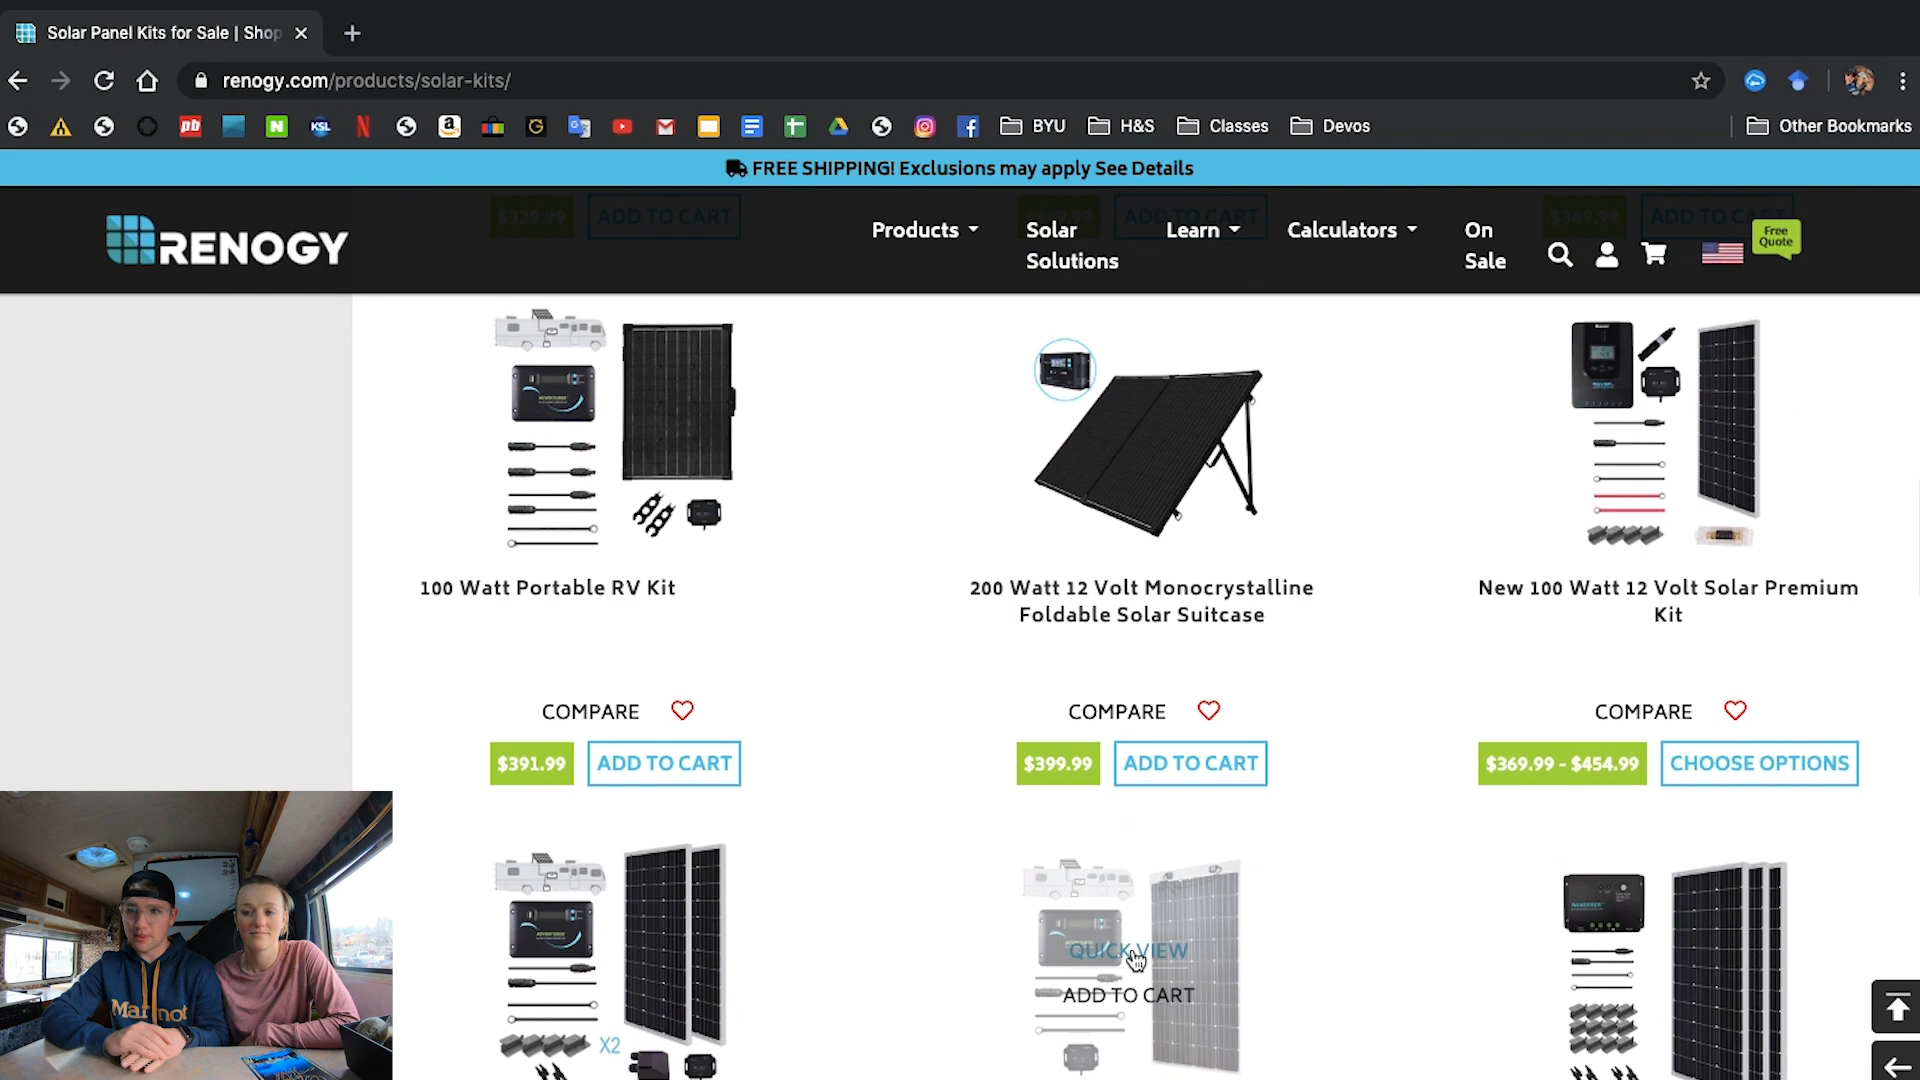 Solar Panel Kits for Sale | Shop
renogy.com/products/solar-kits/
BYU
H&S
Classes
Devos
Other Bookmarks
FREE SHIPPING! Exclusions may apply See Details
$329.99
ADD TO CART
ADD TO CART
$349.99
ADD TO CART
RENOGY
Products
Solar
Solutions
Learn
Calculators
On
Sale
Free
Quote
100 Watt Portable RV Kit
200 Watt 12 Volt Monocrystalline
Foldable Solar Suitcase
New 100 Watt 12 Volt Solar Premium
Kit
COMPARE
COMPARE
COMPARE
$391.99
ADD TO CART
$399.99
ADD TO CART
$369.99 - $454.99
CHOOSE OPTIONS
QUICK VIEW
ADD TO CART
X2
Marmot